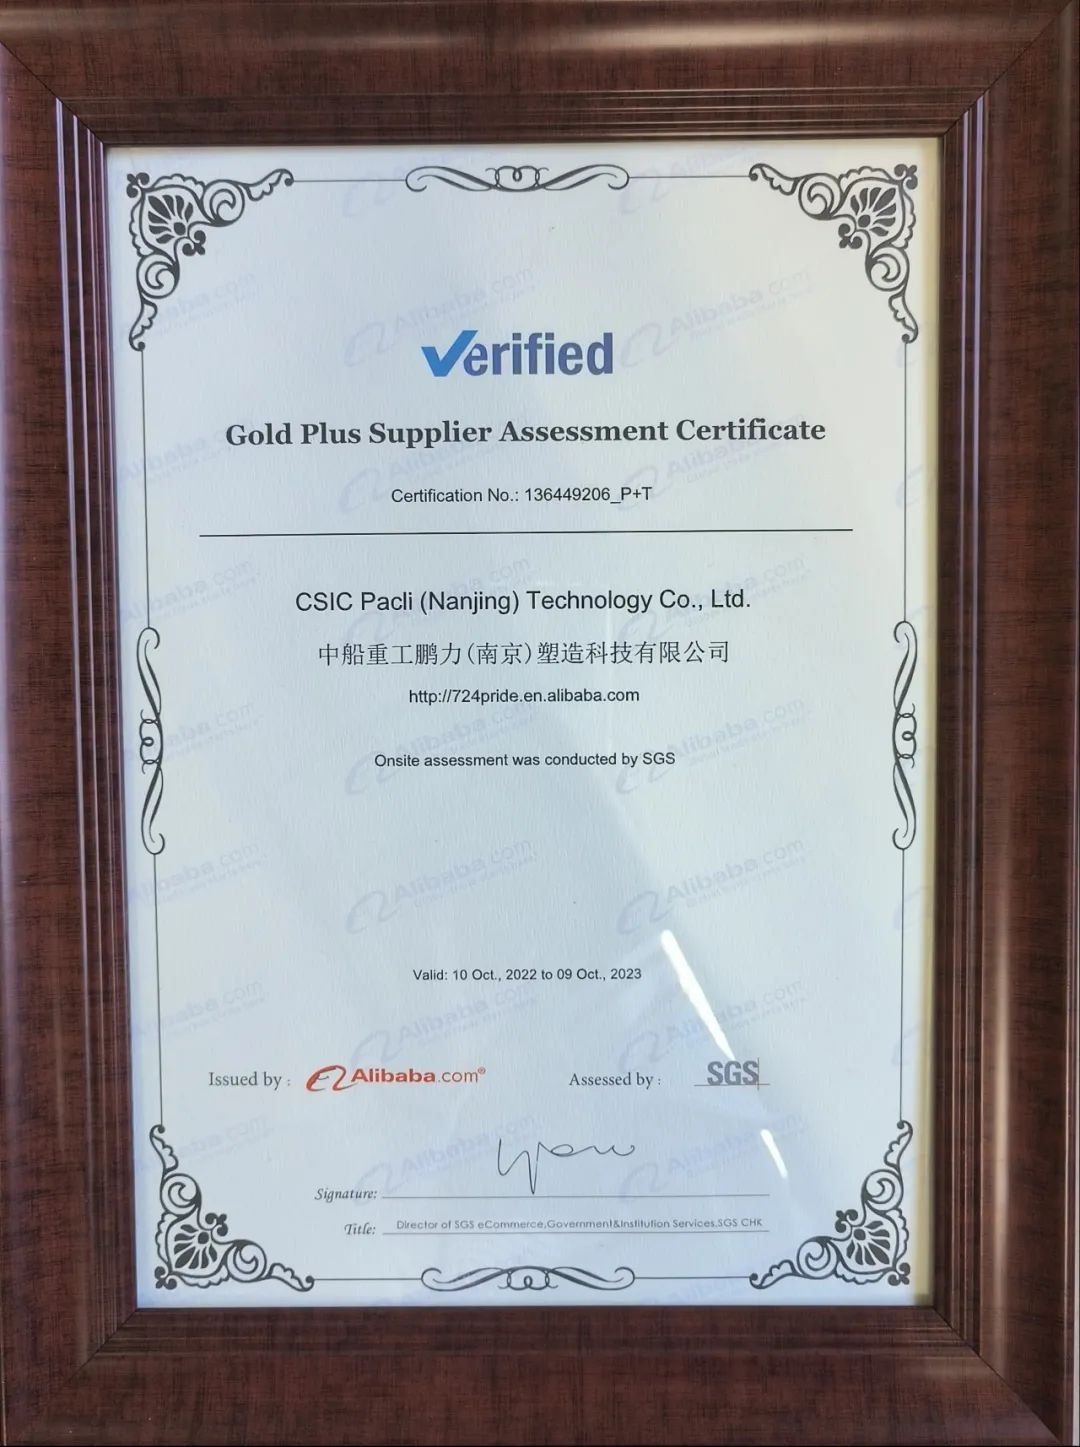 Verified
Gold Plus Supplier Assessment Certificate
Certification No.: 136449206_P+T
CSIC Pacli (Nanjing) Technology Co., Ltd.
中船重工鹏力(南京)塑造科技有限公司
http://724pride.en.alibaba.com
Onsite assessment was conducted by SGS
Valid: 10 Oct., 2022 to 09 Oct., 2023
Issued by : Alibaba.com® Assessed by : SGS
Signature:
Title: Director of SGS eCommerce,Government&Institution Services,SGS CHK